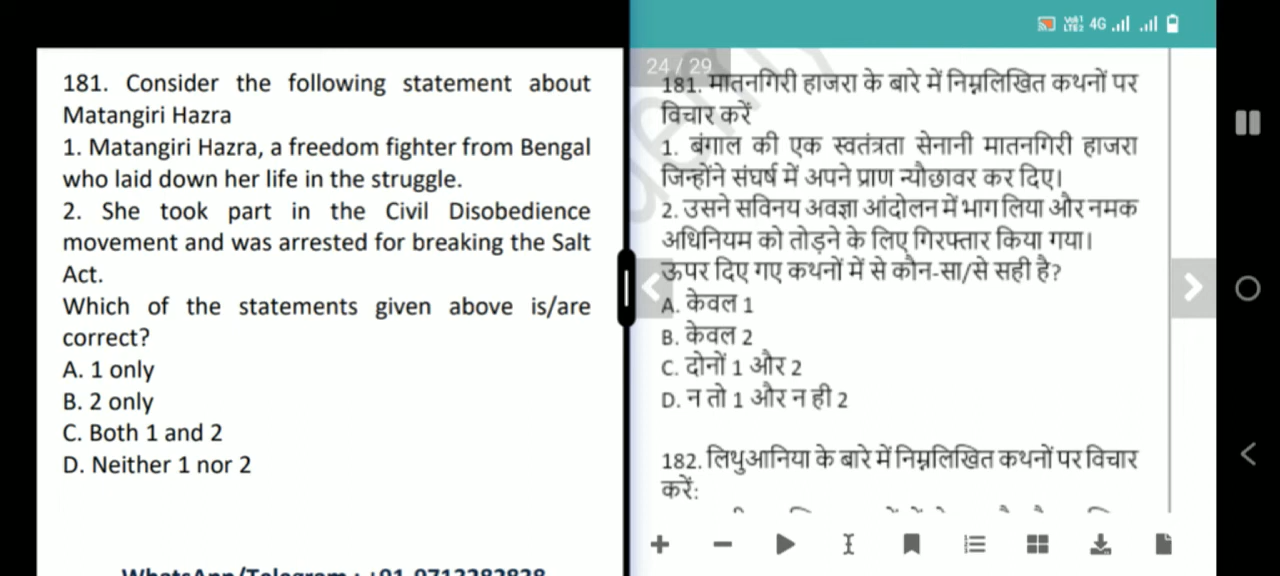 181. Consider the following statement about
Matangiri Hazra
1. Matangiri Hazra, a freedom fighter from Bengal
who laid down her life in the struggle.
2. She took part in the Civil Disobedience
movement and was arrested for breaking the Salt
Act.
Which of the statements given above is/are
correct?
A. 1 only
B. 2 only
C. Both 1 and 2
D. Neither 1 nor 2
WhatsApp/Telegram : +91-9713282828
4G
24 / 29
181. मातनगिरी हाजरा के बारे में निम्नलिखित कथनों पर
विचार करें
1. बंगाल की एक स्वतंत्रता सेनानी मातनगिरी हाजरा
जिन्होंने संघर्ष में अपने प्राण न्यौछावर कर दिए।
2. उसने सविनय अवज्ञा आंदोलन में भाग लिया और नमक
अधिनियम को तोड़ने के लिए गिरफ्तार किया गया।
ऊपर दिए गए कथनों में से कौन-सा/से सही है?
A. केवल 1
B. केवल 2
C. दोनों 1 और 2
D. न तो 1 और न ही 2
182. लिथुआनिया के बारे में निम्नलिखित कथनों पर विचार
करें: